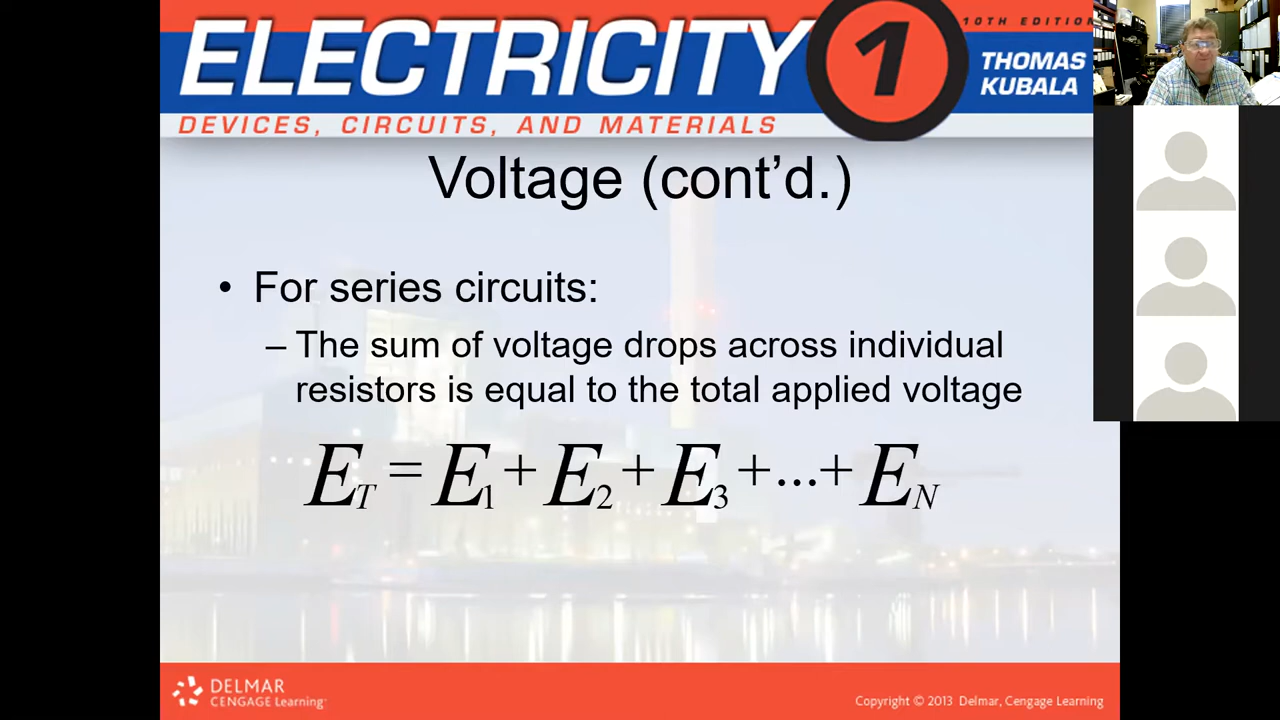 ELECTRICITY 1
10TH EDITION
THOMAS
KUBALA
DEVICES, CIRCUITS, AND MATERIALS
Voltage (cont’d.)
• For series circuits:
– The sum of voltage drops across individual
resistors is equal to the total applied voltage
E_T = E_1 + E_2 + E_3 + ... + E_N
DELMAR
CENGAGE Learning
Copyright © 2013 Delmar, Cengage Learning